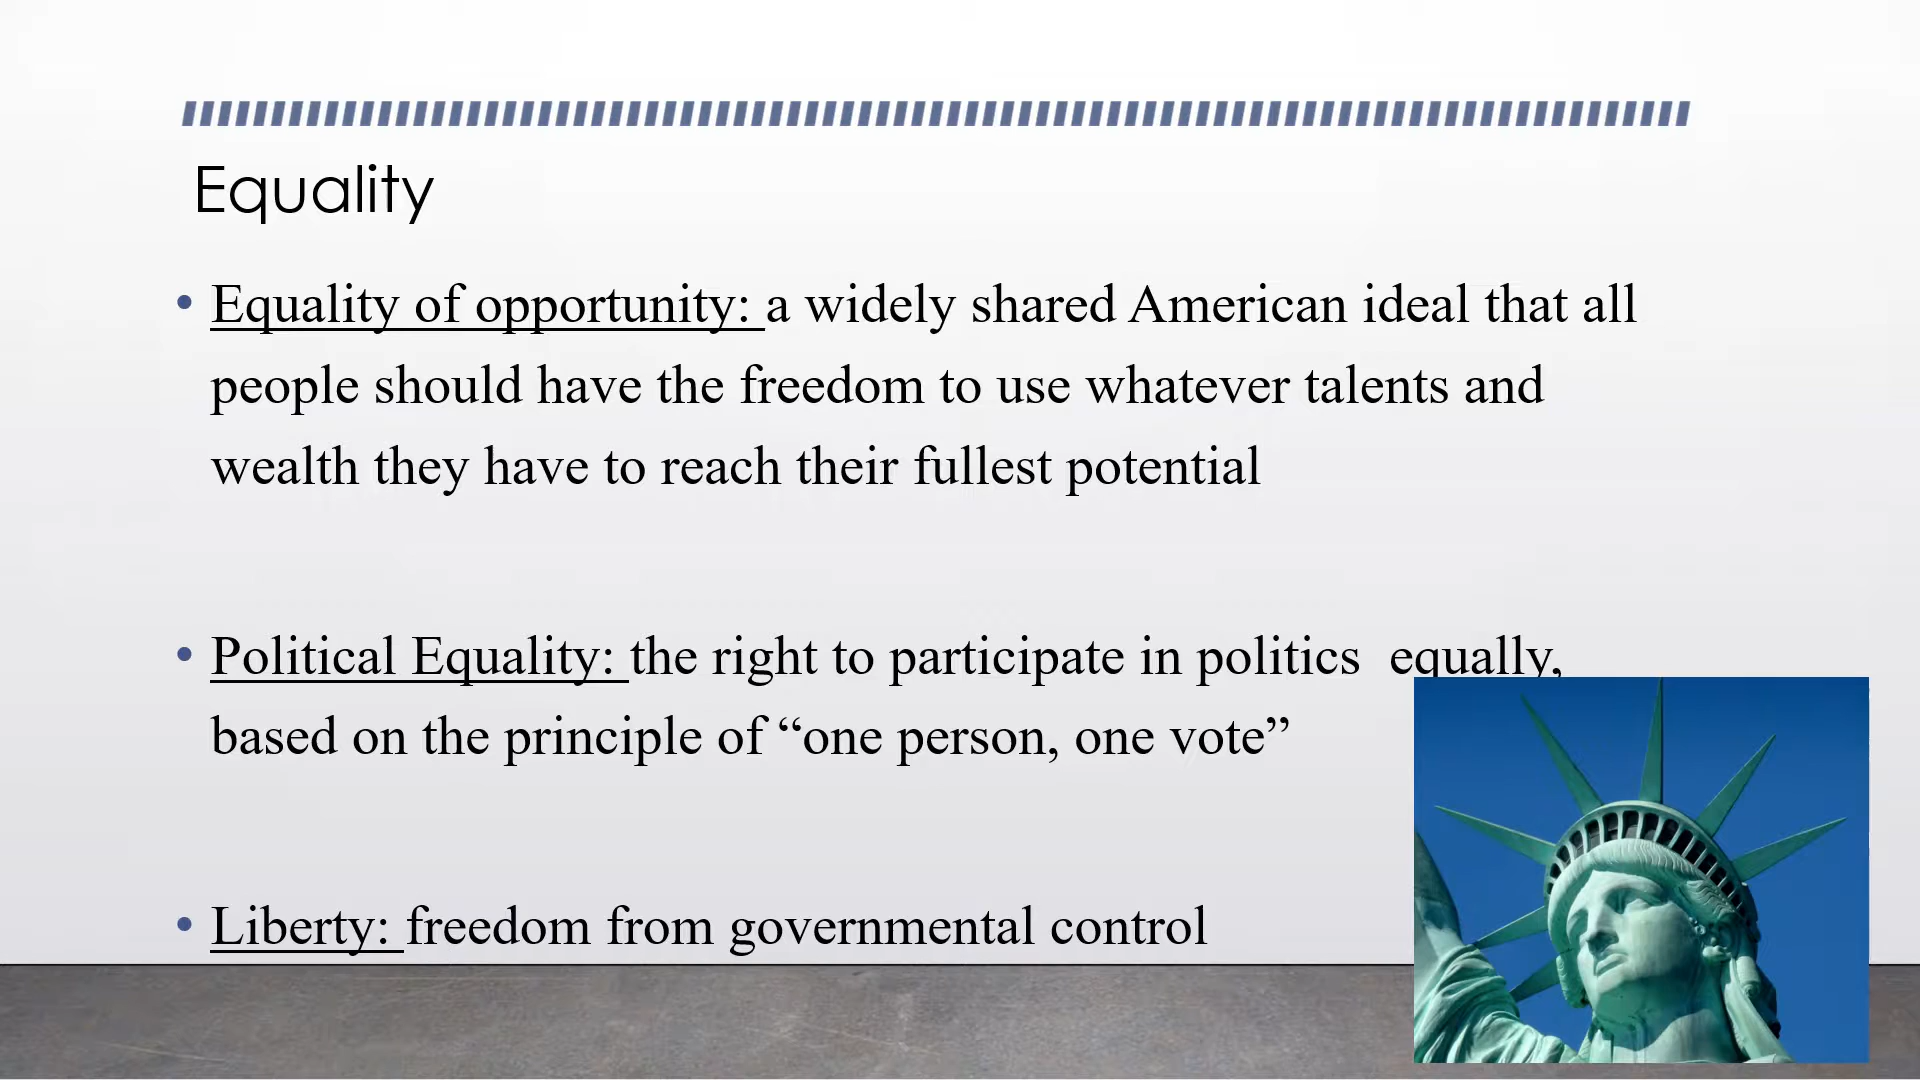 Equality
• Equality of opportunity: a widely shared American ideal that all
people should have the freedom to use whatever talents and
wealth they have to reach their fullest potential
• Political Equality: the right to participate in politics  equally,
based on the principle of “one person, one vote”
• Liberty: freedom from governmental control